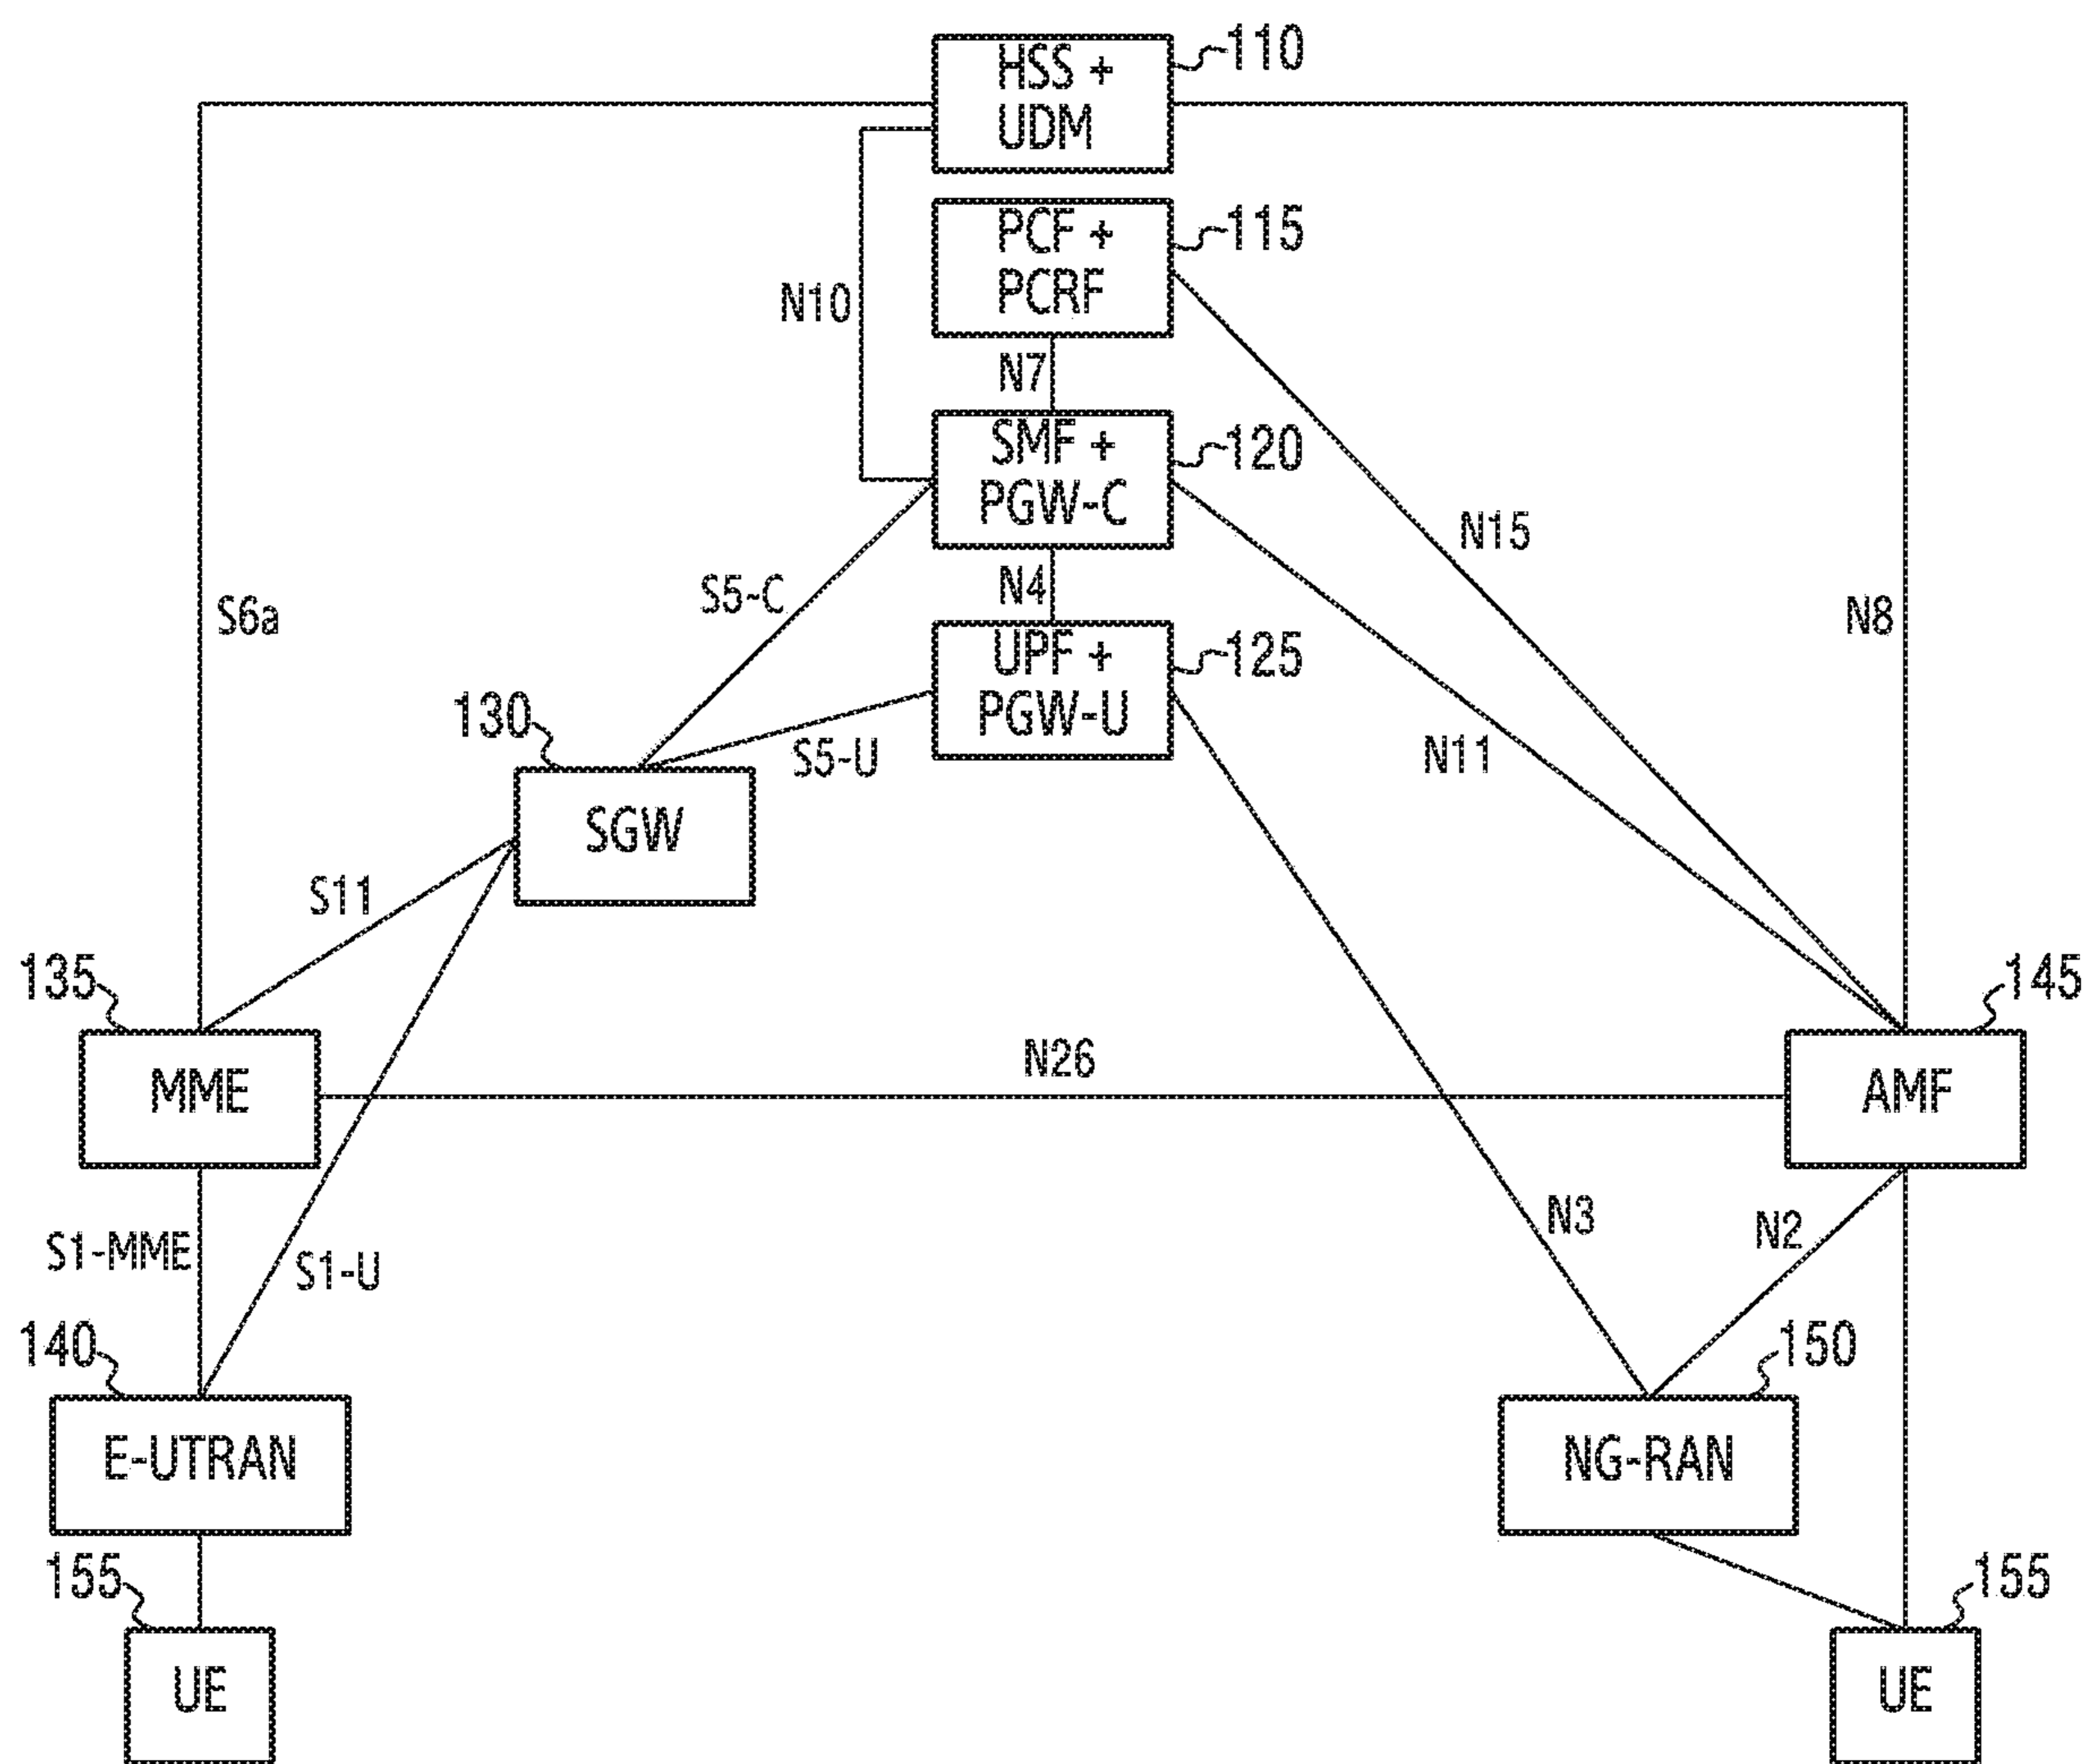 HSS +
UDM
110
PCF +
PCRF
115
N10
N7
SMF +
PGW-C
120
N15
S5-C
N4
S6a
N8
UPF +
PGW-U
125
130
S5-U
N11
SGW
S11
135
145
MME
N26
AMF
S1-MME
S1-U
N3
N2
140
150
E-UTRAN
NG-RAN
155
155
UE
UE